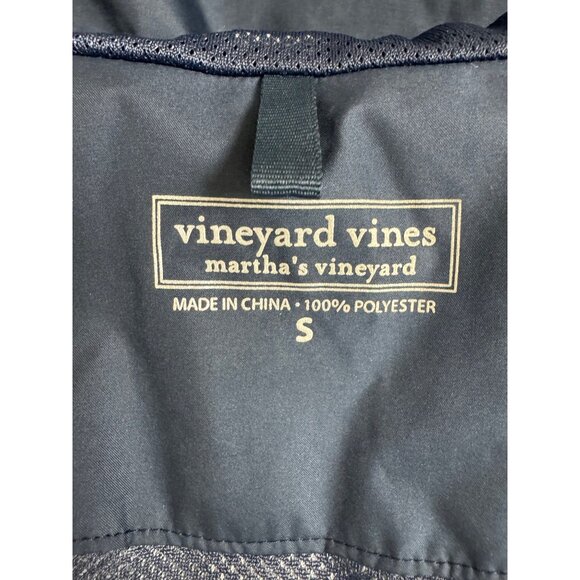 vineyard vines
martha's vineyard
MADE IN CHINA • 100% POLYESTER
S